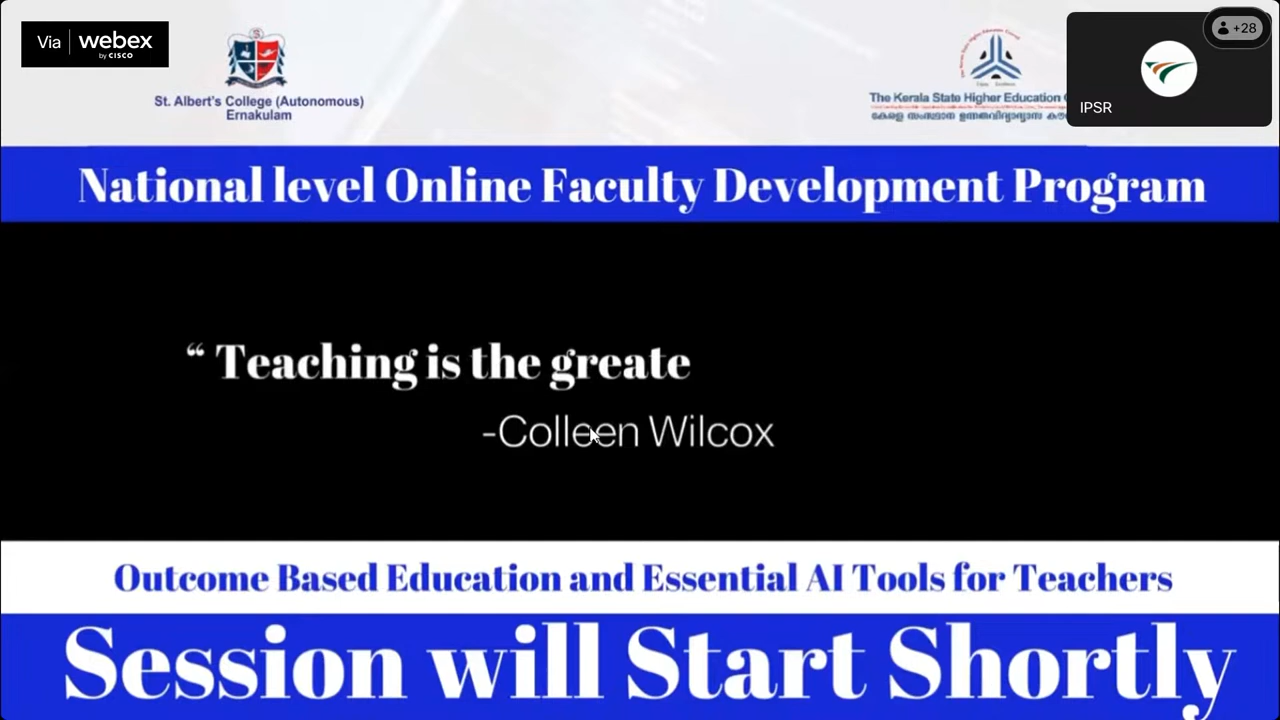 Via webex
by CISCO
St. Albert's College (Autonomous)
Ernakulam
The Kerala State Higher Education
+28
IPSR
National level Online Faculty Development Program
“ Teaching is the greate
-Colleen Wilcox
Outcome Based Education and Essential AI Tools for Teachers
Session will Start Shortly